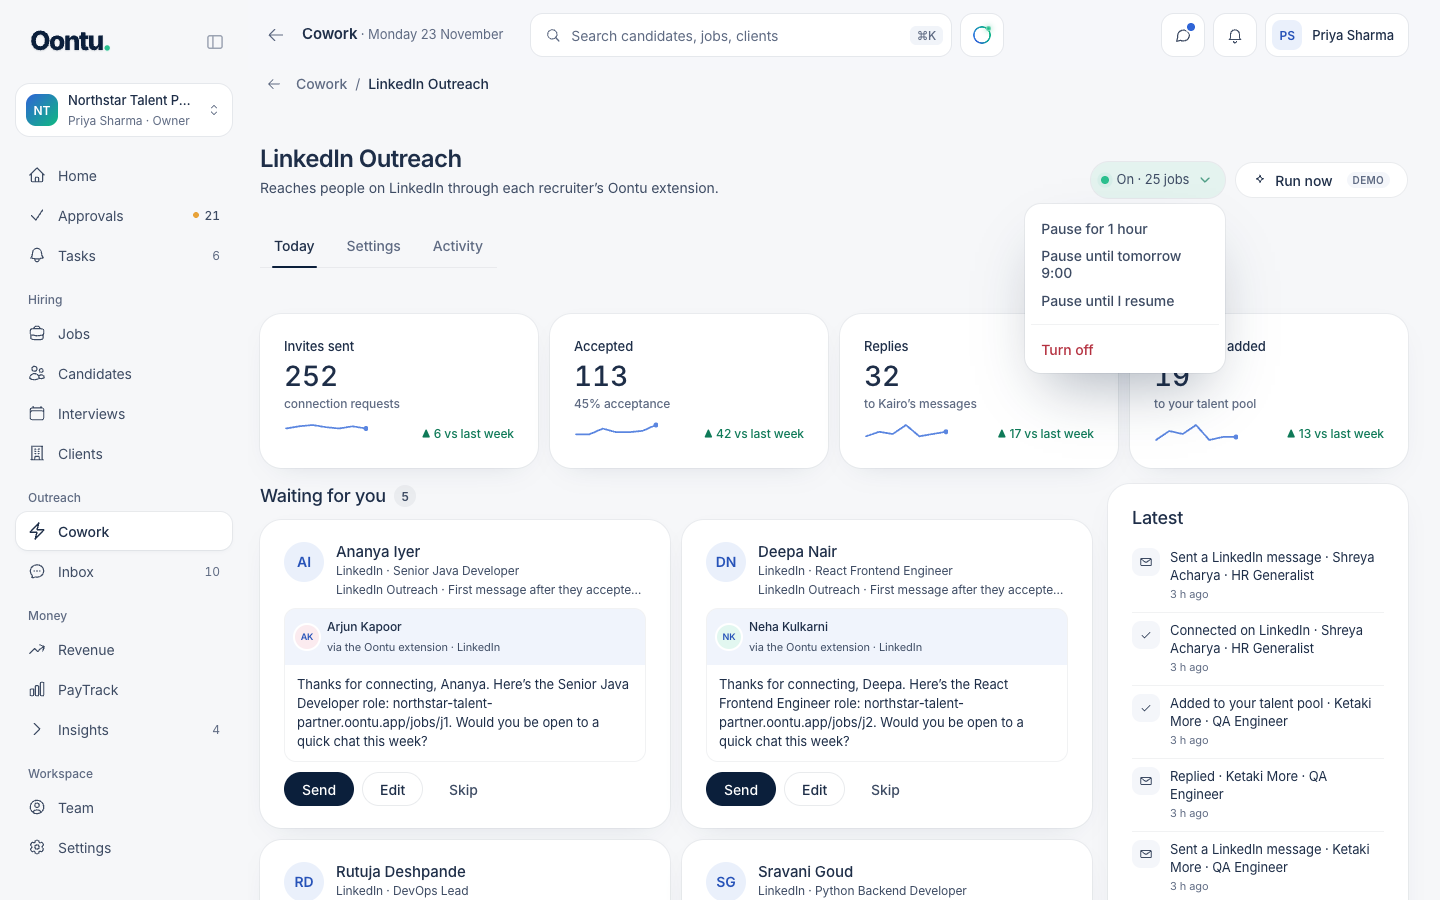 Oontu.
Cowork · Monday 23 November
Search candidates, jobs, clients
⌘K
PS
Priya Sharma
NT
Northstar Talent P...
Priya Sharma · Owner
Cowork / LinkedIn Outreach
Home
Approvals
21
Tasks
6
Hiring
Jobs
Candidates
Interviews
Clients
Outreach
Cowork
Inbox
10
Money
Revenue
PayTrack
Insights
4
Workspace
Team
Settings
LinkedIn Outreach
Reaches people on LinkedIn through each recruiter’s Oontu extension.
On · 25 jobs
Run now
DEMO
Pause for 1 hour
Pause until tomorrow
9:00
Pause until I resume
Turn off
Today
Settings
Activity
Invites sent
252
connection requests
▲ 6 vs last week
Accepted
113
45% acceptance
▲ 42 vs last week
Replies
32
to Kairo’s messages
▲ 17 vs last week
added
19
to your talent pool
▲ 13 vs last week
Waiting for you
5
AI
Ananya Iyer
LinkedIn · Senior Java Developer
LinkedIn Outreach · First message after they accepte...
AK
Arjun Kapoor
via the Oontu extension · LinkedIn
Thanks for connecting, Ananya. Here’s the Senior Java
Developer role: northstar-talent-
partner.oontu.app/jobs/j1. Would you be open to a
quick chat this week?
Send
Edit
Skip
DN
Deepa Nair
LinkedIn · React Frontend Engineer
LinkedIn Outreach · First message after they accepte...
NK
Neha Kulkarni
via the Oontu extension · LinkedIn
Thanks for connecting, Deepa. Here’s the React
Frontend Engineer role: northstar-talent-
partner.oontu.app/jobs/j2. Would you be open to a
quick chat this week?
Send
Edit
Skip
RD
Rutuja Deshpande
LinkedIn · DevOps Lead
SG
Sravani Goud
LinkedIn · Python Backend Developer
Latest
Sent a LinkedIn message · Shreya
Acharya · HR Generalist
3 h ago
Connected on LinkedIn · Shreya
Acharya · HR Generalist
3 h ago
Added to your talent pool · Ketaki
More · QA Engineer
3 h ago
Replied · Ketaki More · QA
Engineer
3 h ago
Sent a LinkedIn message · Ketaki
More · QA Engineer
3 h ago